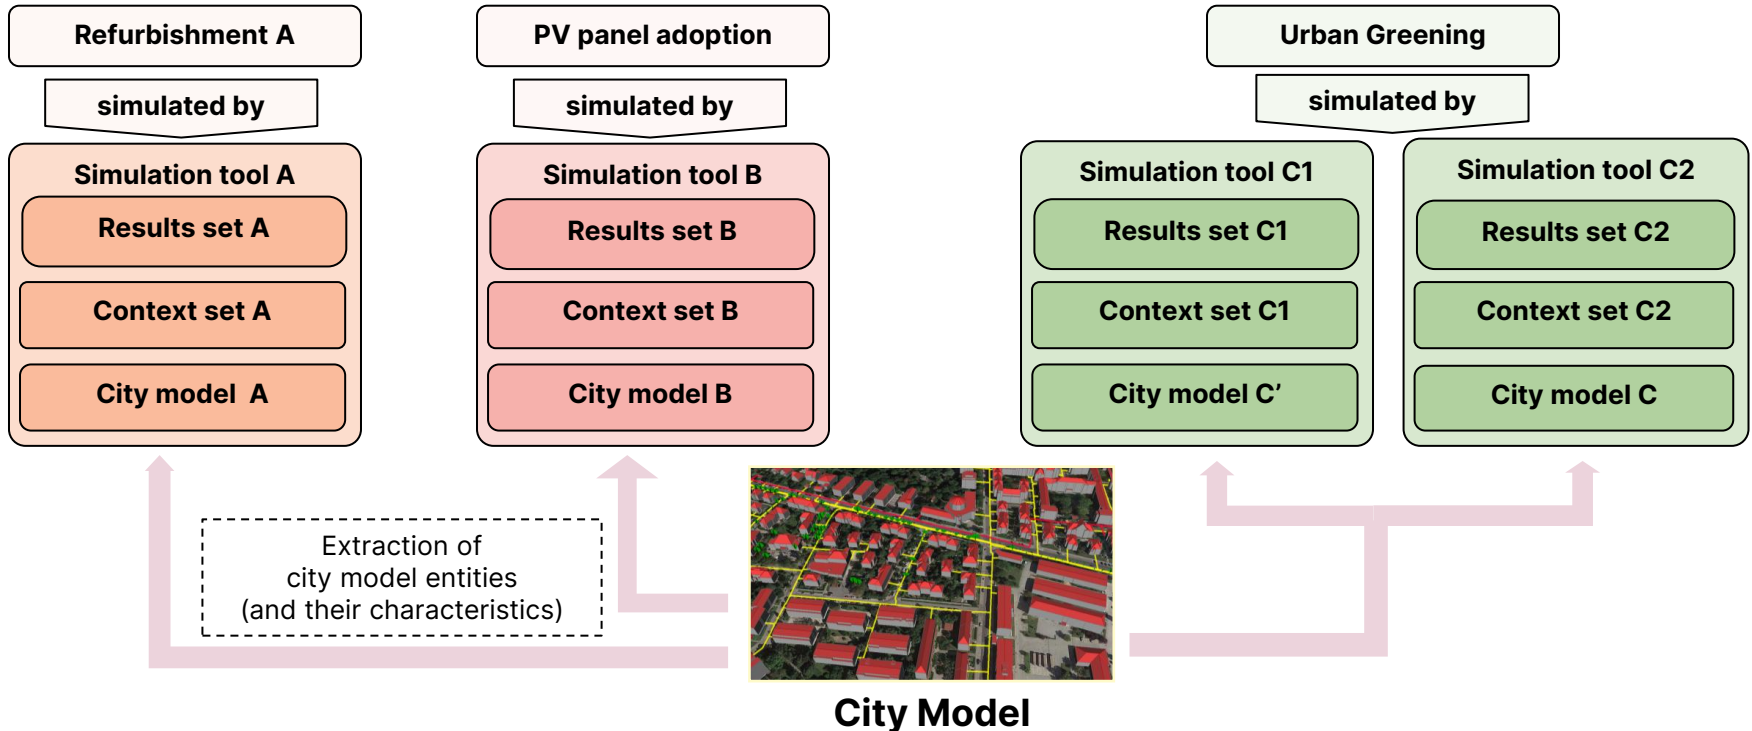 Refurbishment A
PV panel adoption
Urban Greening
simulated by
simulated by
simulated by
Simulation tool A
Results set A
Context set A
City model  A
Simulation tool B
Results set B
Context set B
City model B
Simulation tool C1
Results set C1
Context set C1
City model C’
Simulation tool C2
Results set C2
Context set C2
City model C
Extraction of
city model entities
(and their characteristics)
City Model